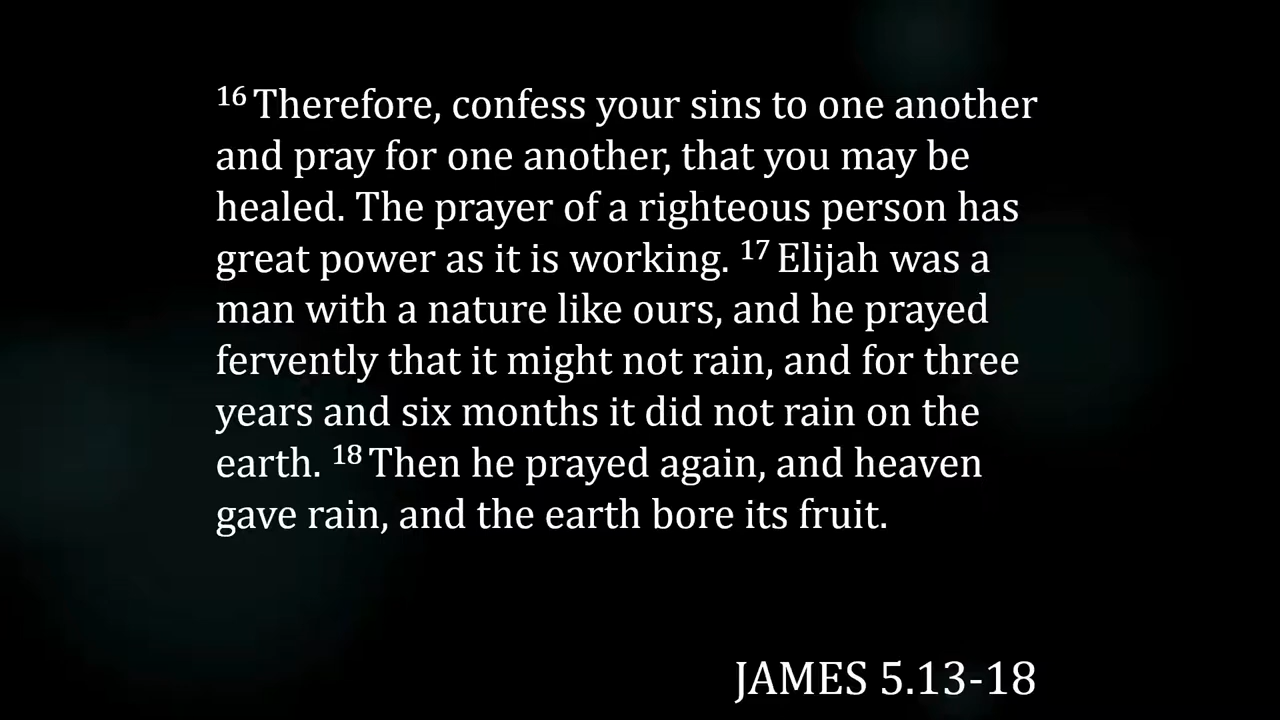 ¹⁶ Therefore, confess your sins to one another
and pray for one another, that you may be
healed. The prayer of a righteous person has
great power as it is working. ¹⁷ Elijah was a
man with a nature like ours, and he prayed
fervently that it might not rain, and for three
years and six months it did not rain on the
earth. ¹⁸ Then he prayed again, and heaven
gave rain, and the earth bore its fruit.
JAMES 5.13-18